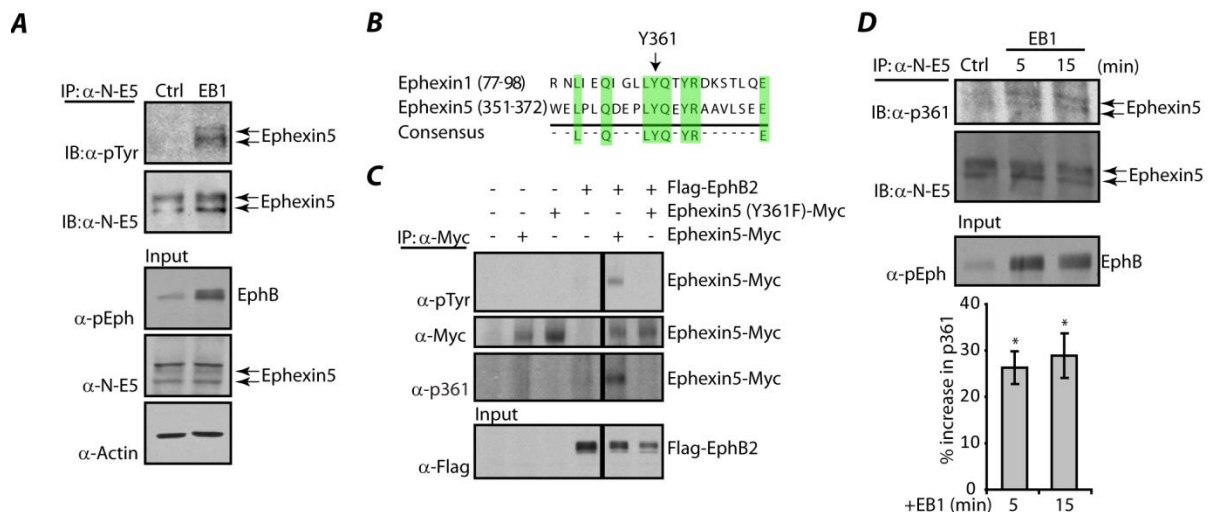 A
IP: α-N-E5 Ctrl EB1
IB:α-pTyr Ephexin5
IB:α-N-E5 Ephexin5
Input
α-pEph EphB
α-N-E5 Ephexin5
α-Actin
B
Y361
Ephexin1 (77-98) R N L I E Q I G L L Y Q T Y R D K S T L Q E
Ephexin5 (351-372) W E L P L Q D E P L Y Q E Y R A A V L S E E
Consensus - - L - - Q - - - L Y Q - Y R - - - - - - E
C
- - - + + + Flag-EphB2
- - + - - + Ephexin5 (Y361F)-Myc
IP: α-Myc - + - - + - Ephexin5-Myc
α-pTyr Ephexin5-Myc
α-Myc Ephexin5-Myc
α-p361 Ephexin5-Myc
Input
α-Flag Flag-EphB2
D
EB1
IP: α-N-E5 Ctrl 5 15 (min)
IB:α-p361 Ephexin5
IB:α-N-E5 Ephexin5
Input
α-pEph EphB
% increase in p361
40
30
20
10
0
* *
+EB1 (min) 5 15